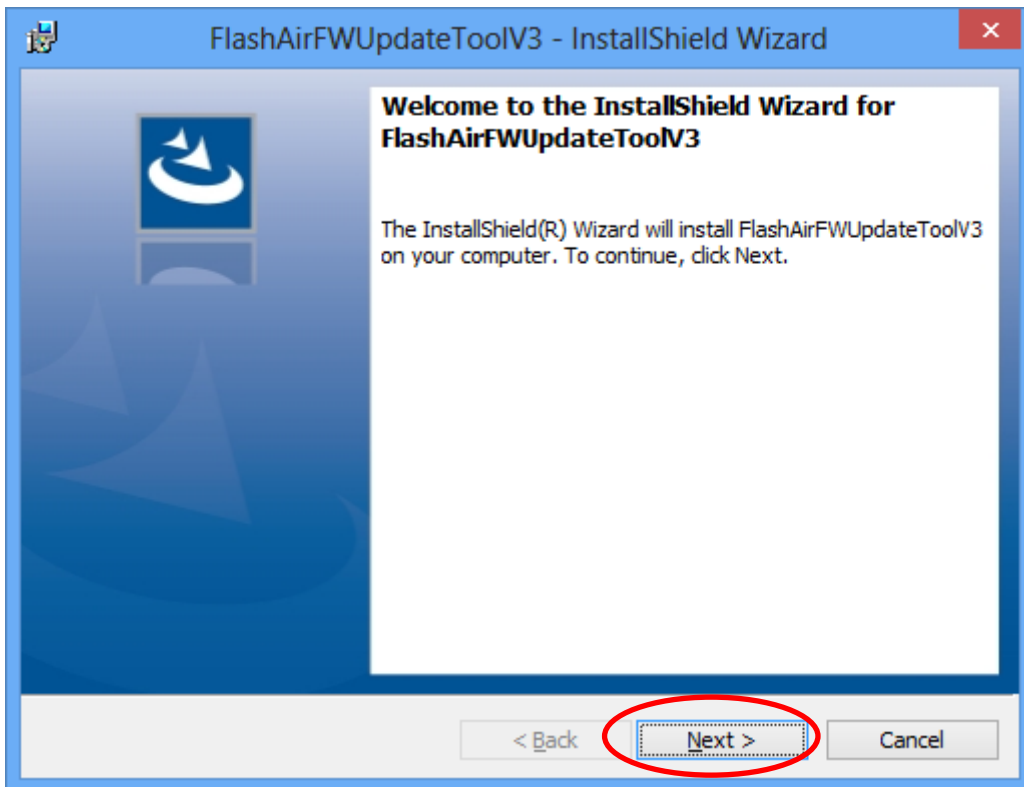 FlashAirFWUpdateToolV3 - InstallShield Wizard
Welcome to the InstallShield Wizard for
FlashAirFWUpdateToolV3
The InstallShield(R) Wizard will install FlashAirFWUpdateToolV3
on your computer. To continue, click Next.
< Back Next > Cancel